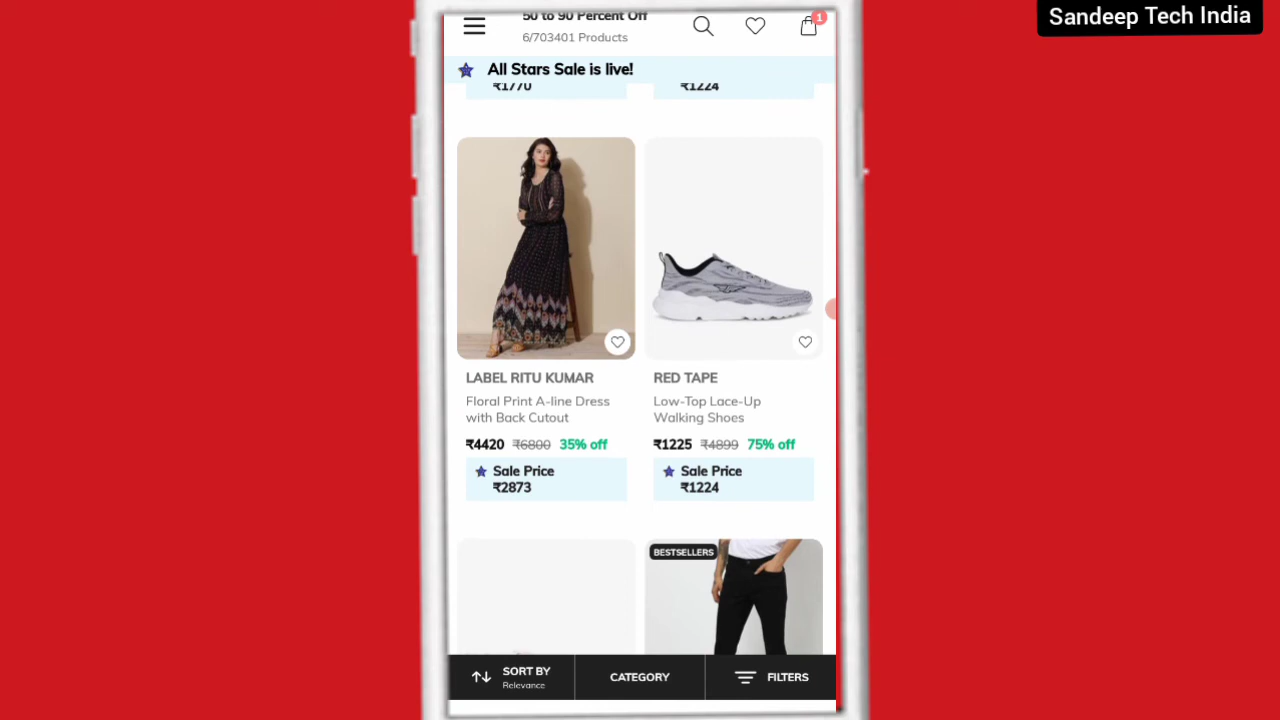 Sandeep Tech India
50 to 90 Percent Off
6/703401 Products
1
All Stars Sale is live!
₹1770
₹1224
LABEL RITU KUMAR
Floral Print A-line Dress
with Back Cutout
₹4420 ₹6800 35% off
Sale Price
₹2873
RED TAPE
Low-Top Lace-Up
Walking Shoes
₹1225 ₹4899 75% off
Sale Price
₹1224
BESTSELLERS
SORT BY
Relevance
CATEGORY
FILTERS